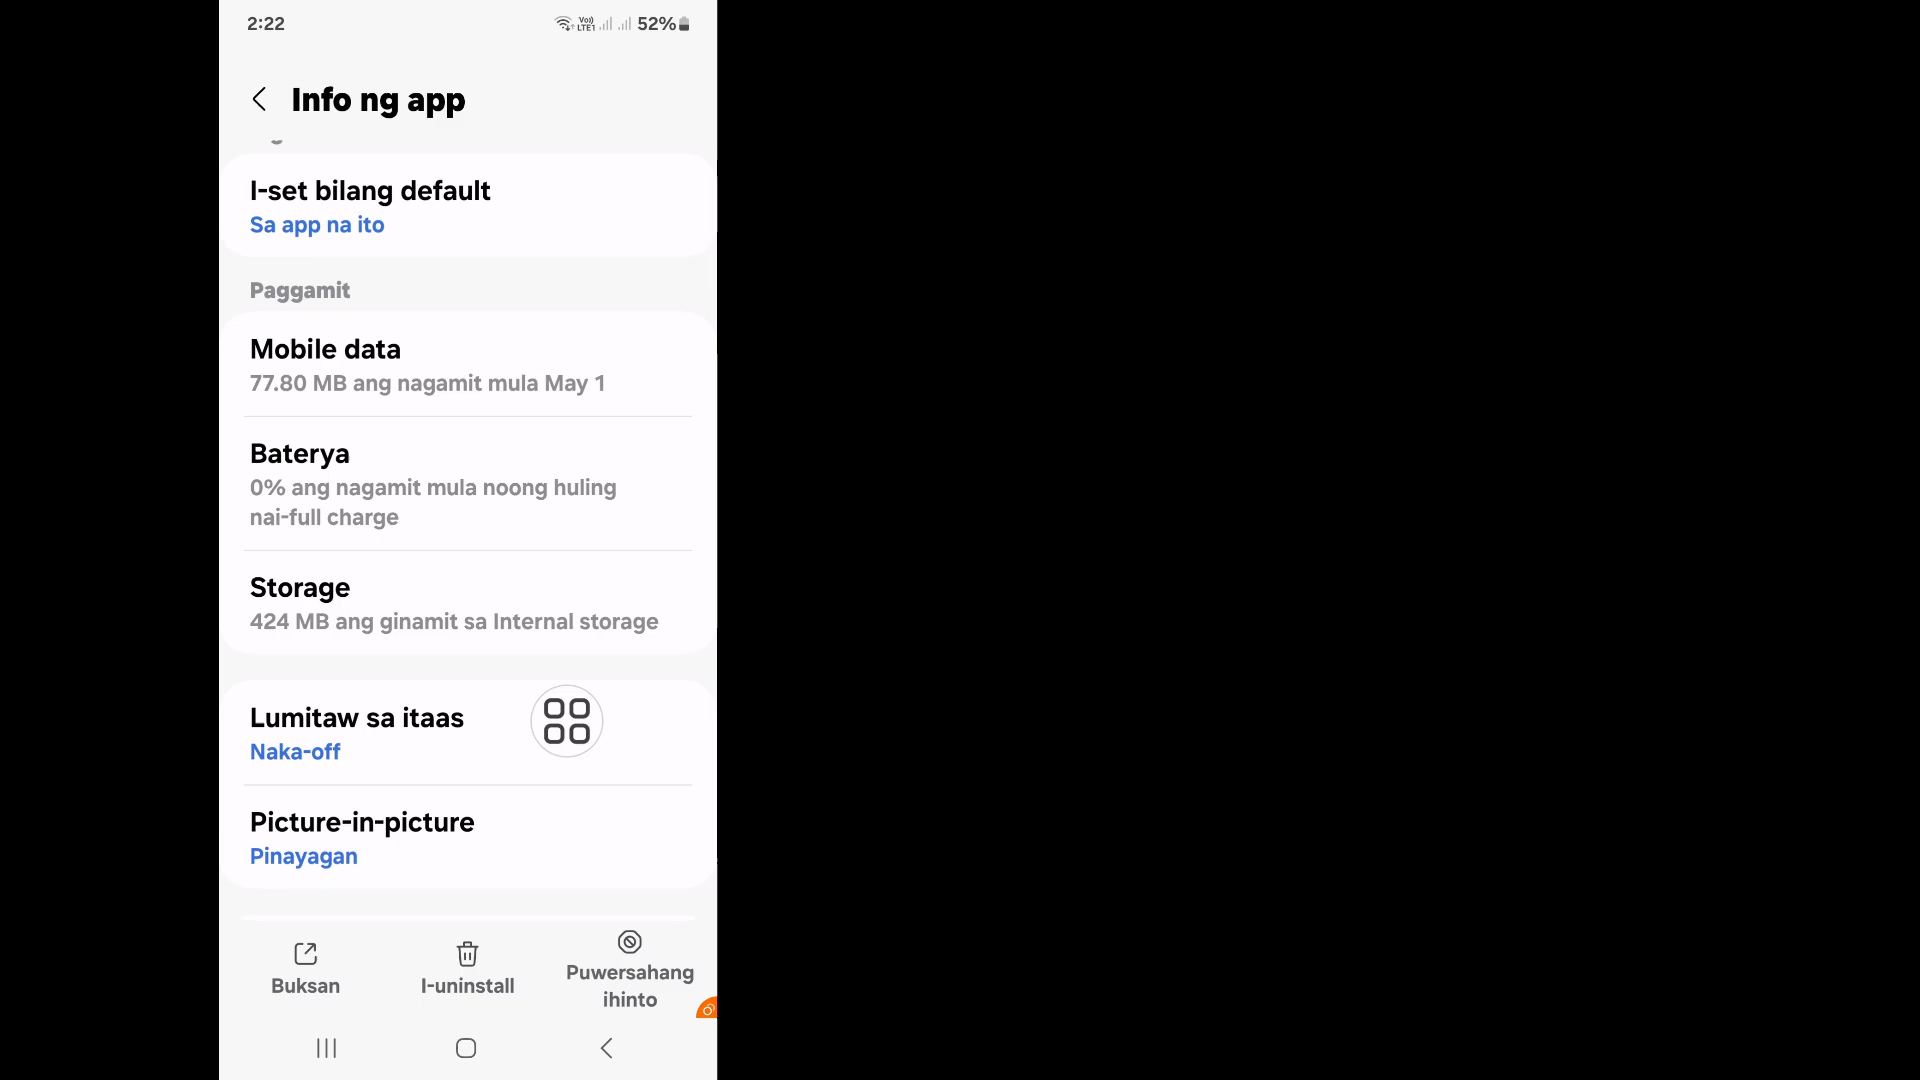 2:22
52%
Info ng app
I-set bilang default
Sa app na ito
Paggamit
Mobile data
77.80 MB ang nagamit mula May 1
Baterya
0% ang nagamit mula noong huling
nai-full charge
Storage
424 MB ang ginamit sa Internal storage
Lumitaw sa itaas
Naka-off
Picture-in-picture
Pinayagan
Buksan
I-uninstall
Puwersahang
ihinto